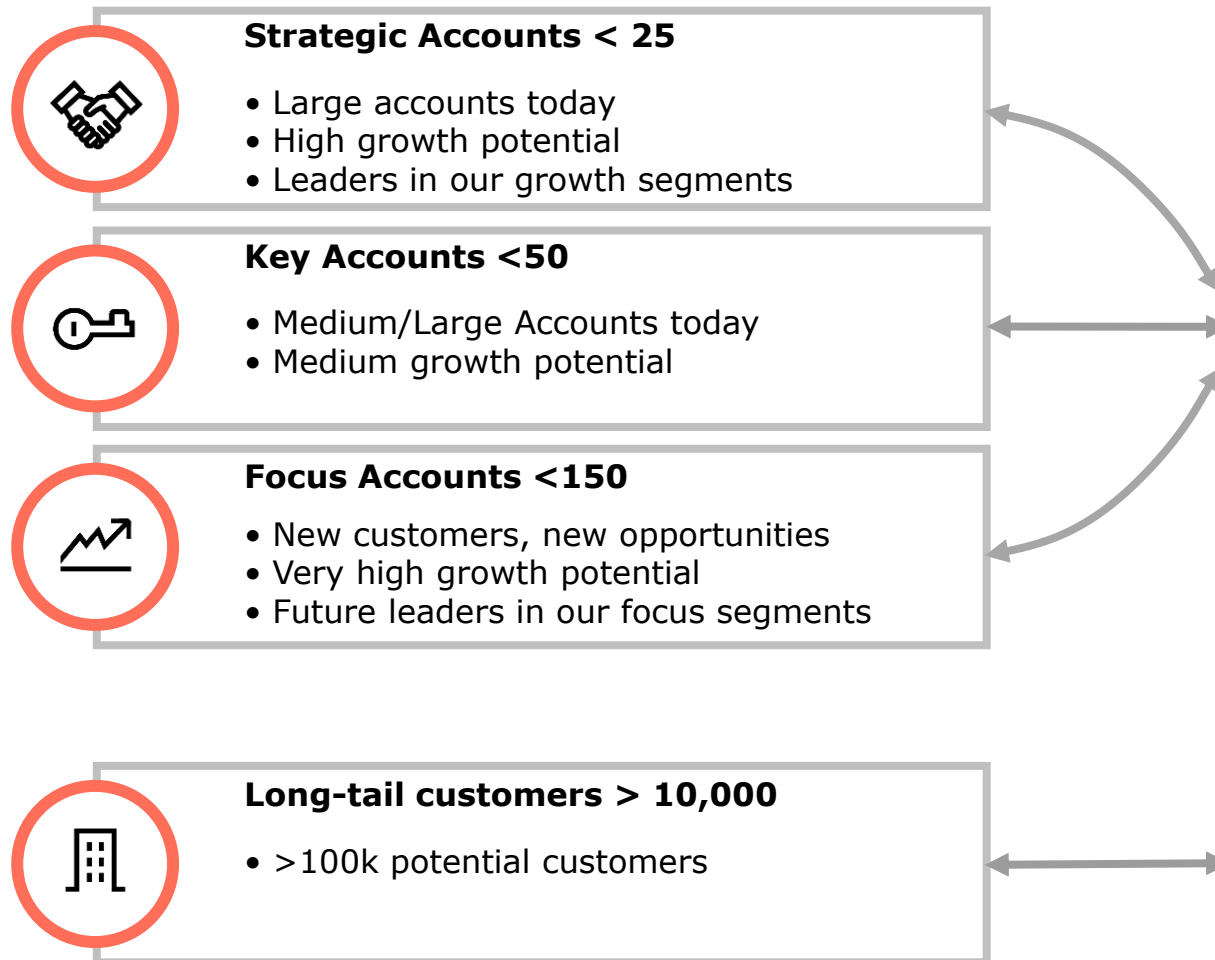 Strategic Accounts < 25
• Large accounts today
• High growth potential
• Leaders in our growth segments
Key Accounts <50
• Medium/Large Accounts today
• Medium growth potential
Focus Accounts <150
• New customers, new opportunities
• Very high growth potential
• Future leaders in our focus segments
Long-tail customers > 10,000
• >100k potential customers